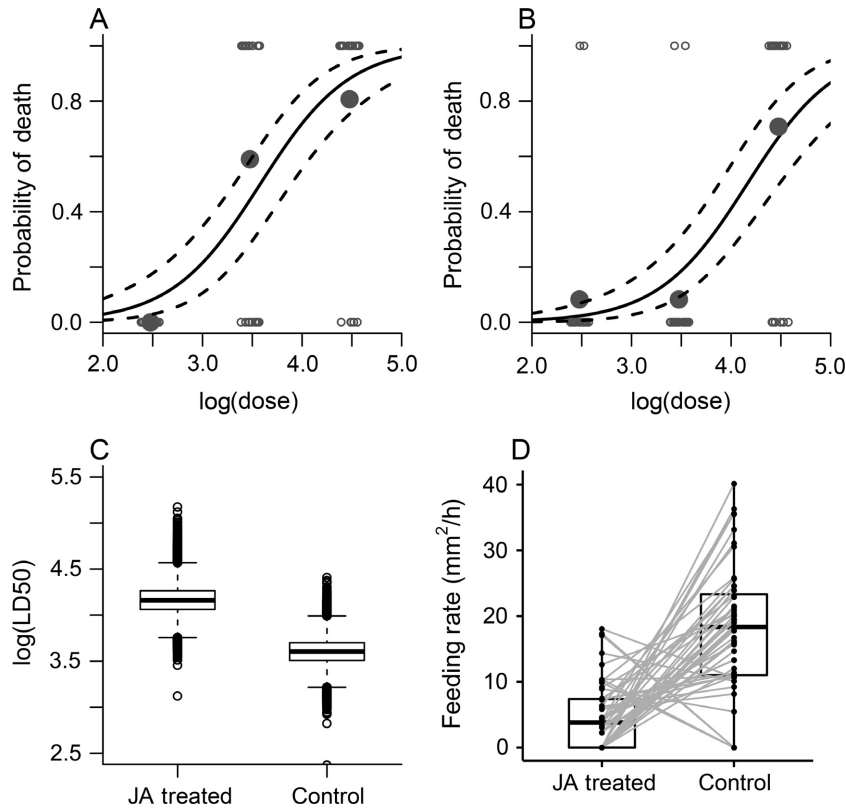 A
Probability of death
0.8
0.4
0.0
2.0 3.0 4.0 5.0
log(dose)
B
Probability of death
0.8
0.4
0.0
2.0 3.0 4.0 5.0
log(dose)
C
log(LD50)
5.5
4.5
3.5
2.5
JA treated Control
D
Feeding rate (mm²/h)
40
30
20
10
0
JA treated Control